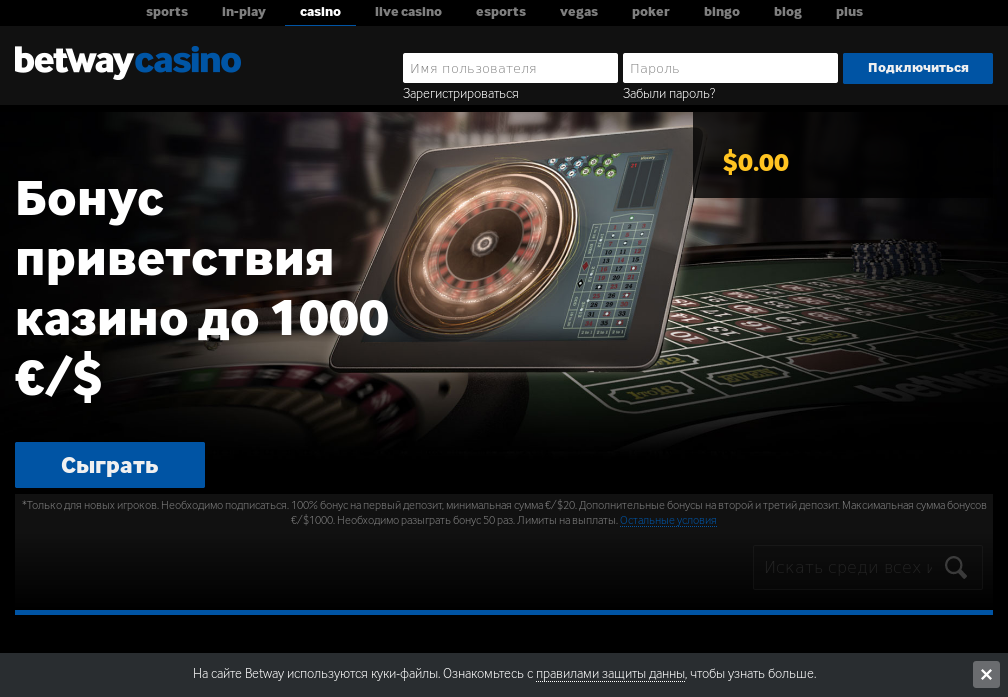 sports in-play casino live casino esports vegas poker bingo blog plus
betwaycasino
Имя пользователя Пароль Подключиться
Зарегистрироваться Забыли пароль?
$0.00
Бонус
приветствия
казино до 1000
€/$
Сыграть
*Только для новых игроков. Необходимо подписаться. 100% бонус на первый депозит, минимальная сумма €/$20. Дополнительные бонусы на второй и третий депозит. Максимальная сумма бонусов
€/$1000. Необходимо разыграть бонус 50 раз. Лимиты на выплаты. Остальные условия
Искать среди всех и
На сайте Betway используются куки-файлы. Ознакомьтесь с правилами защиты данны, чтобы узнать больше.